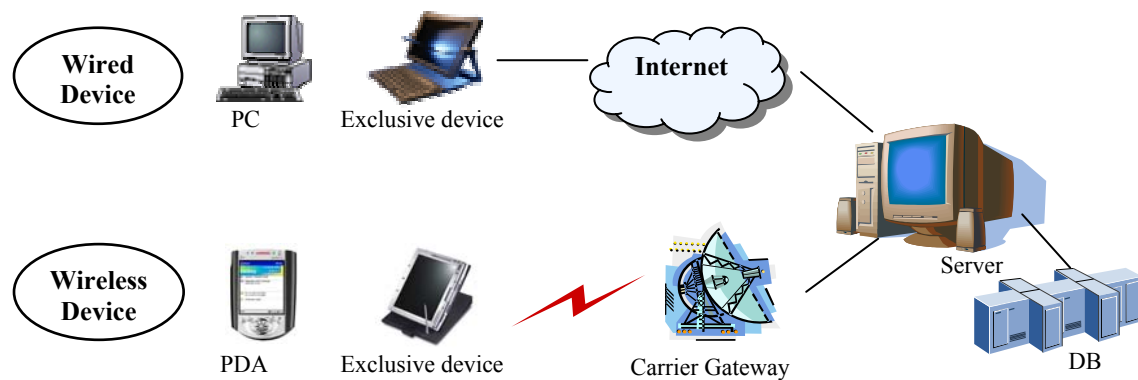 Wired
Device
PC
Exclusive device
Internet
Server
Wireless
Device
PDA
Exclusive device
Carrier Gateway
DB